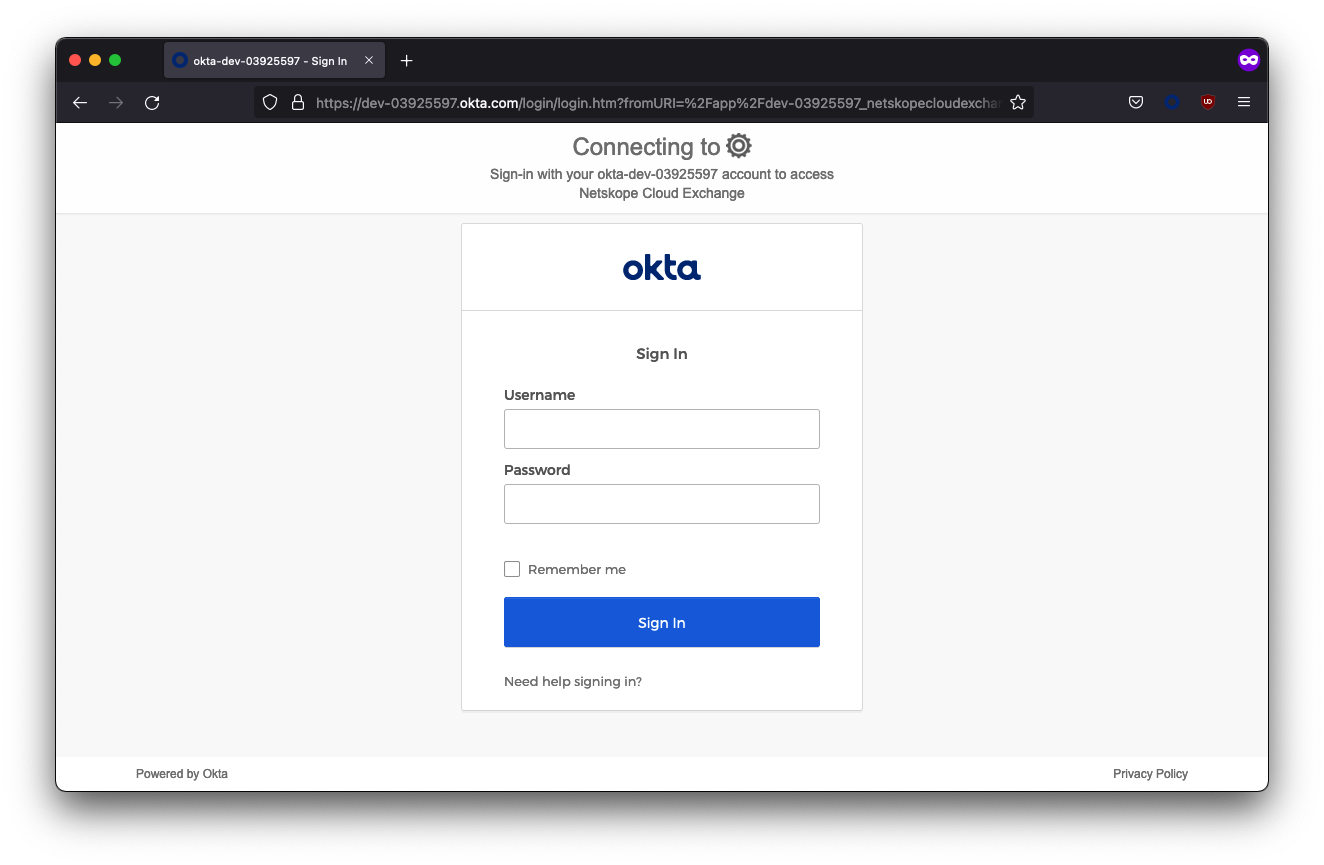 okta-dev-03925597 - Sign In
https://dev-03925597.okta.com/login/login.htm?fromURI=%2Fapp%2Fdev-03925597_netskopecloudexchar
Connecting to
Sign-in with your okta-dev-03925597 account to access
Netskope Cloud Exchange
okta
Sign In
Username
Password
Remember me
Sign In
Need help signing in?
Powered by Okta
Privacy Policy